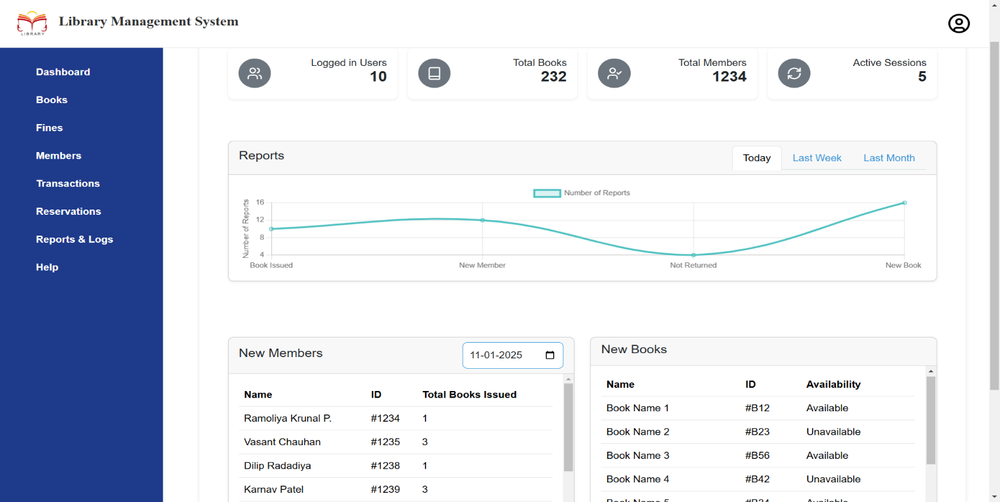 LIBRARY
Library Management System
Dashboard
Books
Fines
Members
Transactions
Reservations
Reports & Logs
Help
Logged in Users
10
Total Books
232
Total Members
1234
Active Sessions
5
Reports
Today Last Week Last Month
Number of Reports
Number of Reports
16
12
8
4
Book Issued New Member Not Returned New Book
New Members
11-01-2025
Name ID Total Books Issued
Ramoliya Krunal P. #1234 1
Vasant Chauhan #1235 3
Dilip Radadiya #1238 1
Karnav Patel #1239 3
New Books
Name ID Availability
Book Name 1 #B12 Available
Book Name 2 #B23 Unavailable
Book Name 3 #B56 Available
Book Name 4 #B42 Unavailable
Book Name 5 #B34 Available